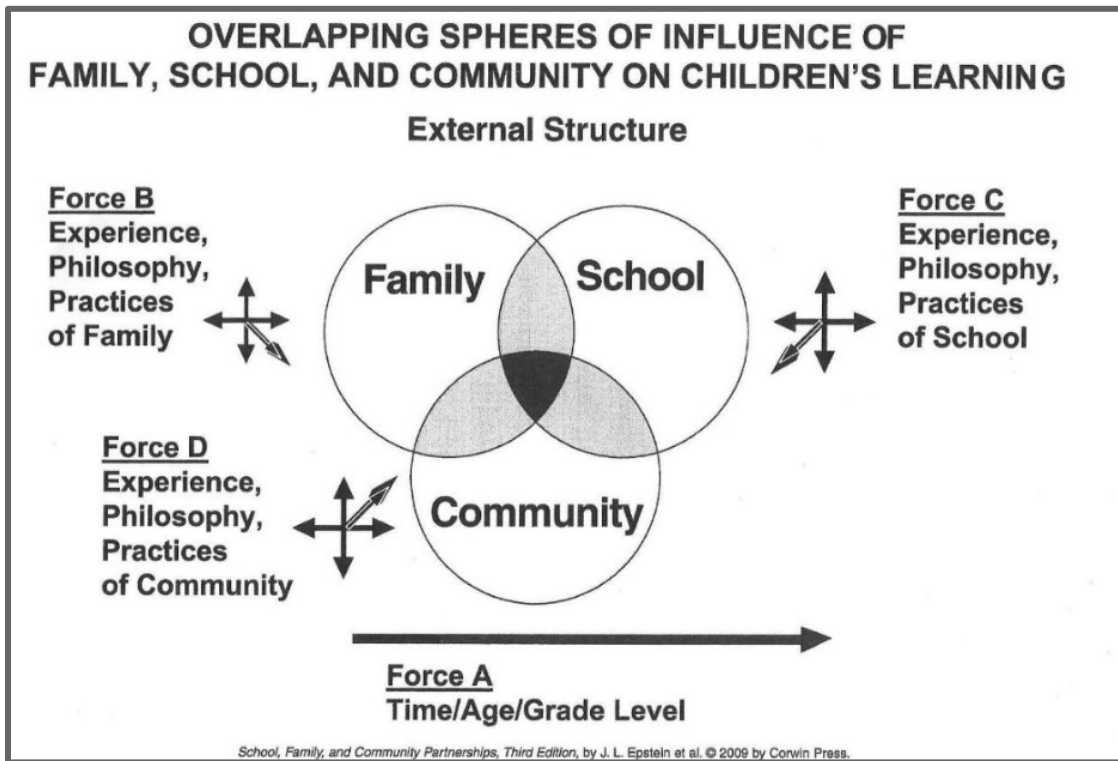 OVERLAPPING SPHERES OF INFLUENCE OF
FAMILY, SCHOOL, AND COMMUNITY ON CHILDREN'S LEARNING
External Structure
Force B
Experience,
Philosophy,
Practices
of Family
Family
School
Force C
Experience,
Philosophy,
Practices
of School
Force D
Experience,
Philosophy,
Practices
of Community
Community
Force A
Time/Age/Grade Level
School, Family, and Community Partnerships, Third Edition, by J. L. Epstein et al. © 2009 by Corwin Press.